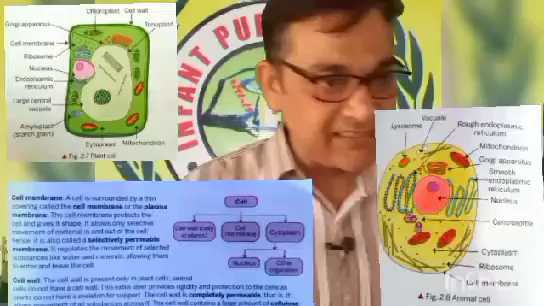 Chloroplast
Cell wall
Golgi apparatus
Tonoplast
Cell membrane
Ribosome
Nucleus
Endoplasmic
reticulum
Large central
vacuole
Amyloplast
(starch grain)
Cytoplasm
Mitochondrion
▲ Fig. 2.7 Plant cell
INFANT PUB
Vacuole
Lysosome
Rough endoplasmic
reticulum
Mitochondrion
Golgi apparatus
Smooth
endoplasmic
reticulum
Nucleus
Centrosome
Cytoplasm
Ribosome
Cell membrane
▲ Fig. 2.8 Animal cell
Cell membrane: A cell is surrounded by a thin
covering called the cell membrane or the plasma
membrane. The cell membrane protects the
cell and gives it shape. It allows only selective
movement of material in and out of the cell;
hence it is also called a selectively permeable
membrane. It regulates the movement of selected
substances like water and minerals, allowing them
to enter and leave the cell.
Cell wall: The cell wall is present only in plant cells; animal
cells do not have a cell wall. This extra layer provides rigidity and protection to the cells as
plants do not have a skeleton for support. The cell wall is completely permeable, that is, it
Cell
Cell wall (only
in plants)
Cell
membrane
Cytoplasm
Nucleus
Other
organelles